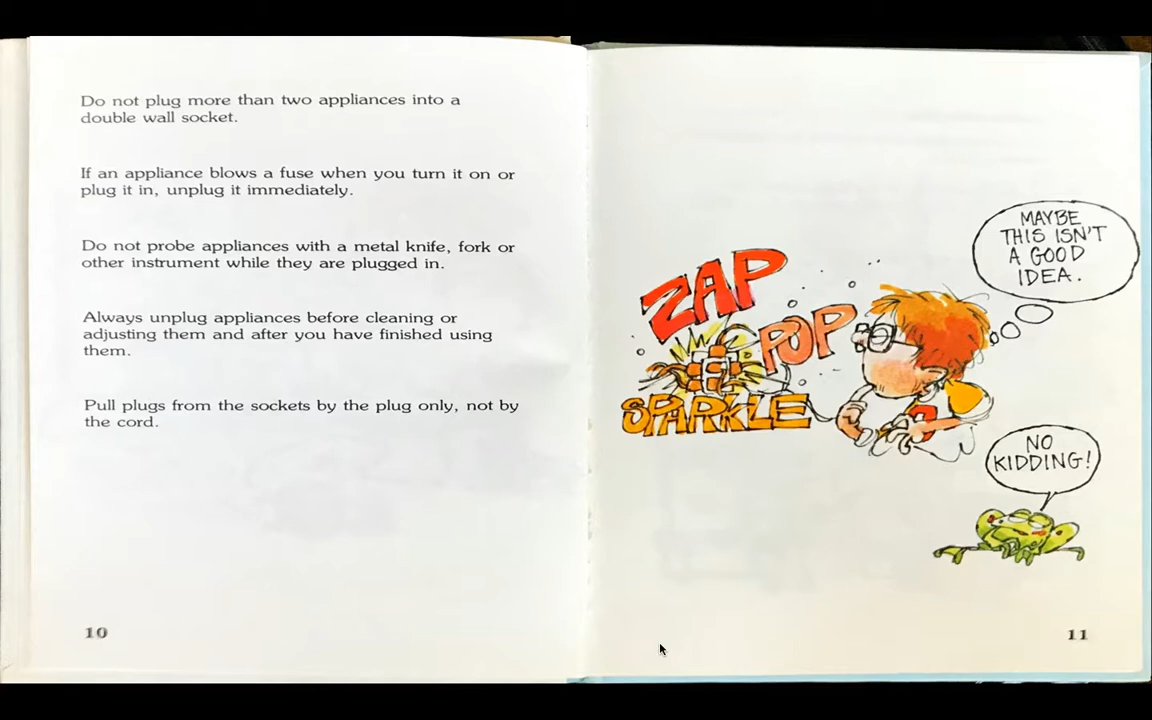 Do not plug more than two appliances into a
double wall socket.
If an appliance blows a fuse when you turn it on or
plug it in, unplug it immediately.
Do not probe appliances with a metal knife, fork or
other instrument while they are plugged in.
Always unplug appliances before cleaning or
adjusting them and after you have finished using
them.
Pull plugs from the sockets by the plug only, not by
the cord.
10
MAYBE
THIS ISN'T
A GOOD
IDEA.
ZAP
POP
SPARKLE
NO
KIDDING!
11